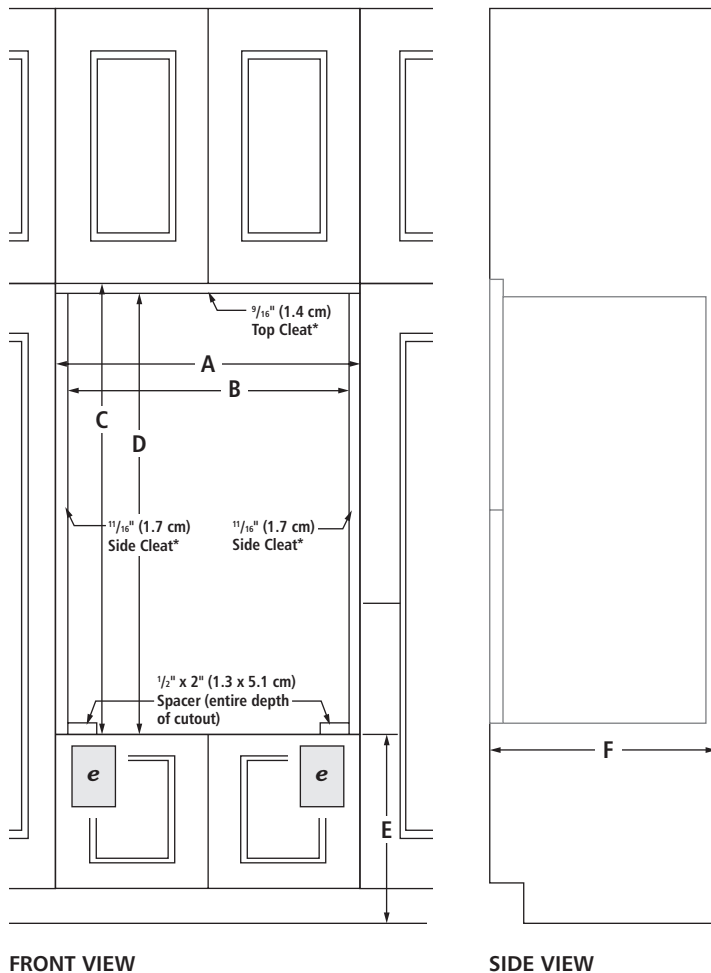 ⁹/₁₆" (1.4 cm)
Top Cleat*
A
B
C
D
¹¹/₁₆" (1.7 cm)
Side Cleat*
¹¹/₁₆" (1.7 cm)
Side Cleat*
¹/₂" x 2" (1.3 x 5.1 cm)
Spacer (entire depth
of cutout)
e
e
E
F
FRONT VIEW
SIDE VIEW